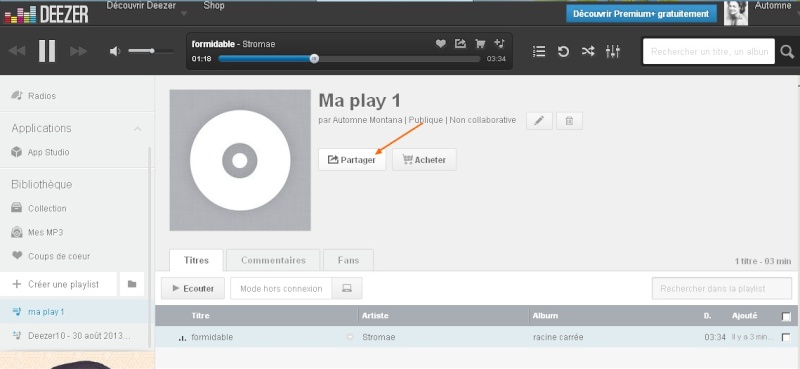 DEEZER Découvrir Deezer Shop Découvrir Premium+ gratuitement Automne
formidable - Stromae
01:18 03:34
Rechercher un titre, un album
Radios
Applications
App Studio
Bibliothèque
Collection
Mes MP3
Coups de coeur
Créer une playlist
ma play 1
Deezer10 - 30 août 2013...
Ma play 1
par Automne Montana | Publique | Non collaborative
Partager Acheter
Titres Commentaires Fans 1 titre - 03 min
Ecouter Mode hors connexion Rechercher dans la playlist
Titre Artiste Album D. Ajouté
formidable Stromae racine carrée 03:34 Il y a 3 min...